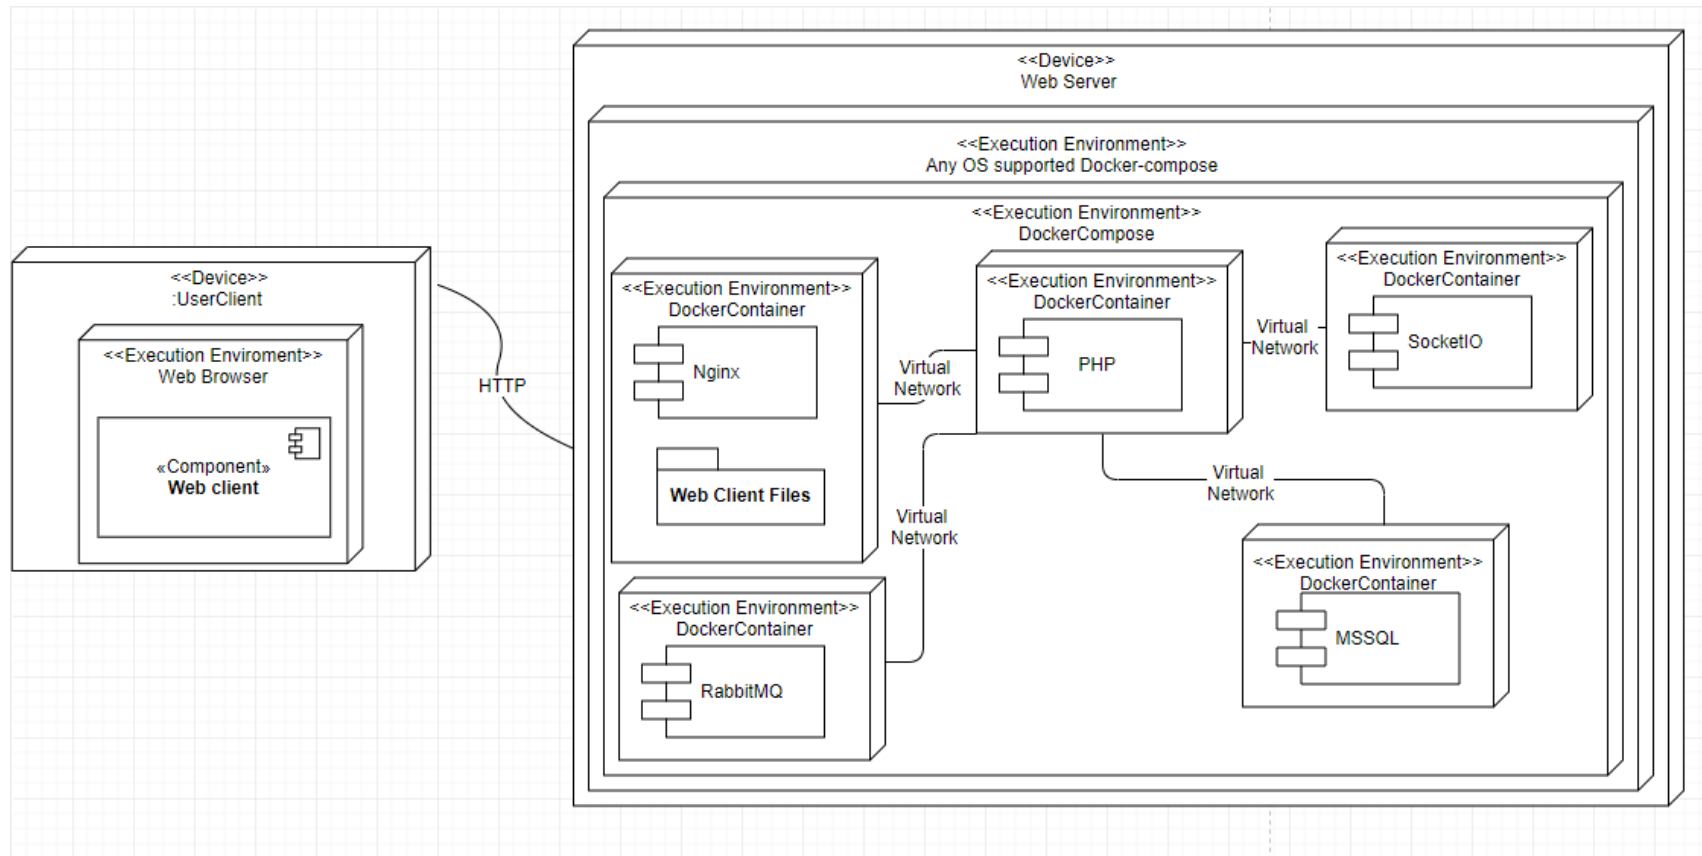 <<Device>>
Web Server
<<Execution Environment>>
Any OS supported Docker-compose
<<Execution Environment>>
DockerCompose
<<Device>>
:UserClient
<<Execution Enviroment>>
Web Browser
«Component»
Web client
HTTP
<<Execution Environment>>
DockerContainer
Nginx
Web Client Files
Virtual
Network
<<Execution Environment>>
DockerContainer
PHP
Virtual
Network
<<Execution Environment>>
DockerContainer
SocketIO
Virtual
Network
Virtual
Network
<<Execution Environment>>
DockerContainer
RabbitMQ
<<Execution Environment>>
DockerContainer
MSSQL